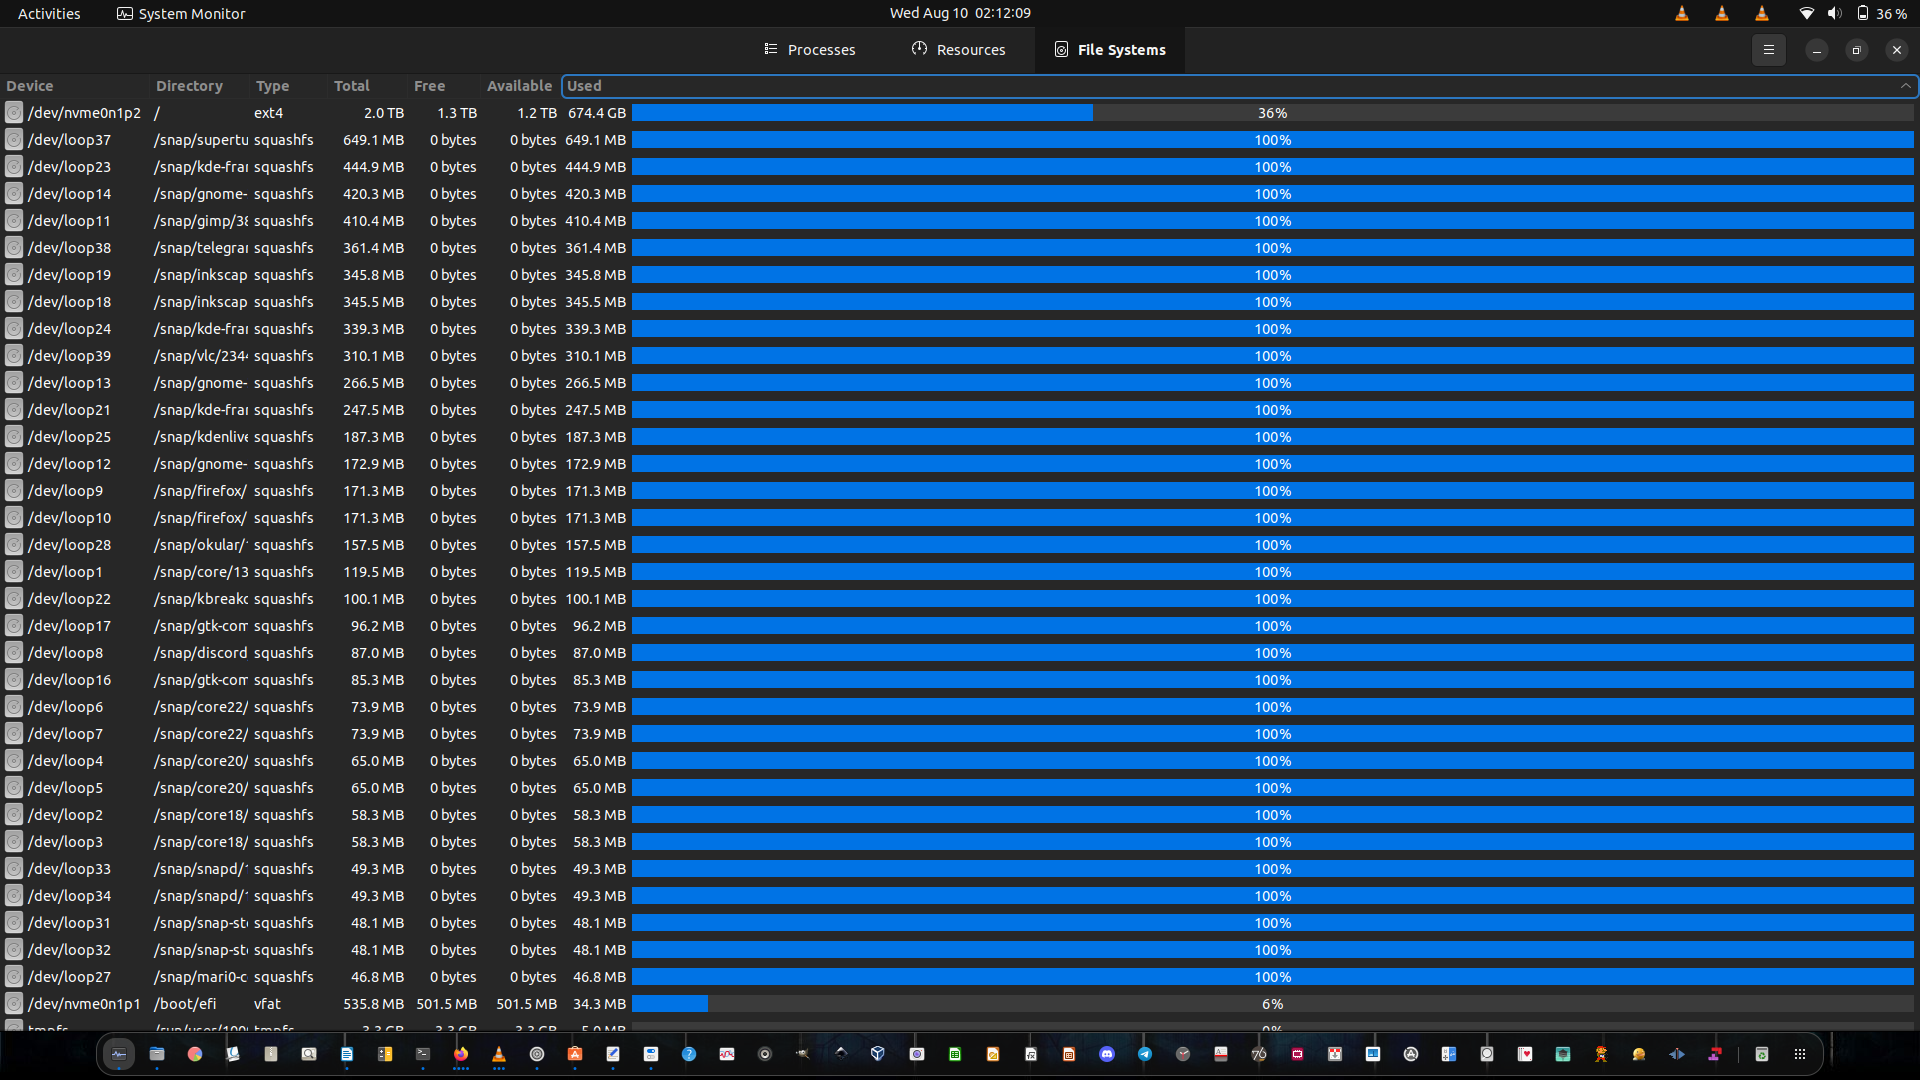 Activities System Monitor Wed Aug 10 02:12:09 36 %
Processes Resources File Systems
Device Directory Type Total Free Available Used
/dev/nvme0n1p2 / ext4 2.0 TB 1.3 TB 1.2 TB 674.4 GB 36%
/dev/loop37 /snap/supertu squashfs 649.1 MB 0 bytes 0 bytes 649.1 MB 100%
/dev/loop23 /snap/kde-frar squashfs 444.9 MB 0 bytes 0 bytes 444.9 MB 100%
/dev/loop14 /snap/gnome- squashfs 420.3 MB 0 bytes 0 bytes 420.3 MB 100%
/dev/loop11 /snap/gimp/38 squashfs 410.4 MB 0 bytes 0 bytes 410.4 MB 100%
/dev/loop38 /snap/telegrar squashfs 361.4 MB 0 bytes 0 bytes 361.4 MB 100%
/dev/loop19 /snap/inkscap squashfs 345.8 MB 0 bytes 0 bytes 345.8 MB 100%
/dev/loop18 /snap/inkscap squashfs 345.5 MB 0 bytes 0 bytes 345.5 MB 100%
/dev/loop24 /snap/kde-frar squashfs 339.3 MB 0 bytes 0 bytes 339.3 MB 100%
/dev/loop39 /snap/vlc/2344 squashfs 310.1 MB 0 bytes 0 bytes 310.1 MB 100%
/dev/loop13 /snap/gnome- squashfs 266.5 MB 0 bytes 0 bytes 266.5 MB 100%
/dev/loop21 /snap/kde-frar squashfs 247.5 MB 0 bytes 0 bytes 247.5 MB 100%
/dev/loop25 /snap/kdenlive squashfs 187.3 MB 0 bytes 0 bytes 187.3 MB 100%
/dev/loop12 /snap/gnome- squashfs 172.9 MB 0 bytes 0 bytes 172.9 MB 100%
/dev/loop9 /snap/firefox/ squashfs 171.3 MB 0 bytes 0 bytes 171.3 MB 100%
/dev/loop10 /snap/firefox/ squashfs 171.3 MB 0 bytes 0 bytes 171.3 MB 100%
/dev/loop28 /snap/okular/1 squashfs 157.5 MB 0 bytes 0 bytes 157.5 MB 100%
/dev/loop1 /snap/core/13 squashfs 119.5 MB 0 bytes 0 bytes 119.5 MB 100%
/dev/loop22 /snap/kbreako squashfs 100.1 MB 0 bytes 0 bytes 100.1 MB 100%
/dev/loop17 /snap/gtk-com squashfs 96.2 MB 0 bytes 0 bytes 96.2 MB 100%
/dev/loop8 /snap/discord squashfs 87.0 MB 0 bytes 0 bytes 87.0 MB 100%
/dev/loop16 /snap/gtk-com squashfs 85.3 MB 0 bytes 0 bytes 85.3 MB 100%
/dev/loop6 /snap/core22/ squashfs 73.9 MB 0 bytes 0 bytes 73.9 MB 100%
/dev/loop7 /snap/core22/ squashfs 73.9 MB 0 bytes 0 bytes 73.9 MB 100%
/dev/loop4 /snap/core20/ squashfs 65.0 MB 0 bytes 0 bytes 65.0 MB 100%
/dev/loop5 /snap/core20/ squashfs 65.0 MB 0 bytes 0 bytes 65.0 MB 100%
/dev/loop2 /snap/core18/ squashfs 58.3 MB 0 bytes 0 bytes 58.3 MB 100%
/dev/loop3 /snap/core18/ squashfs 58.3 MB 0 bytes 0 bytes 58.3 MB 100%
/dev/loop33 /snap/snapd/1 squashfs 49.3 MB 0 bytes 0 bytes 49.3 MB 100%
/dev/loop34 /snap/snapd/1 squashfs 49.3 MB 0 bytes 0 bytes 49.3 MB 100%
/dev/loop31 /snap/snap-sto squashfs 48.1 MB 0 bytes 0 bytes 48.1 MB 100%
/dev/loop32 /snap/snap-sto squashfs 48.1 MB 0 bytes 0 bytes 48.1 MB 100%
/dev/loop27 /snap/mari0-c squashfs 46.8 MB 0 bytes 0 bytes 46.8 MB 100%
/dev/nvme0n1p1 /boot/efi vfat 535.8 MB 501.5 MB 501.5 MB 34.3 MB 6%
tmpfs /run/user/100 tmpfs 3.3 GB 3.3 GB 3.3 GB 5.0 MB 0%